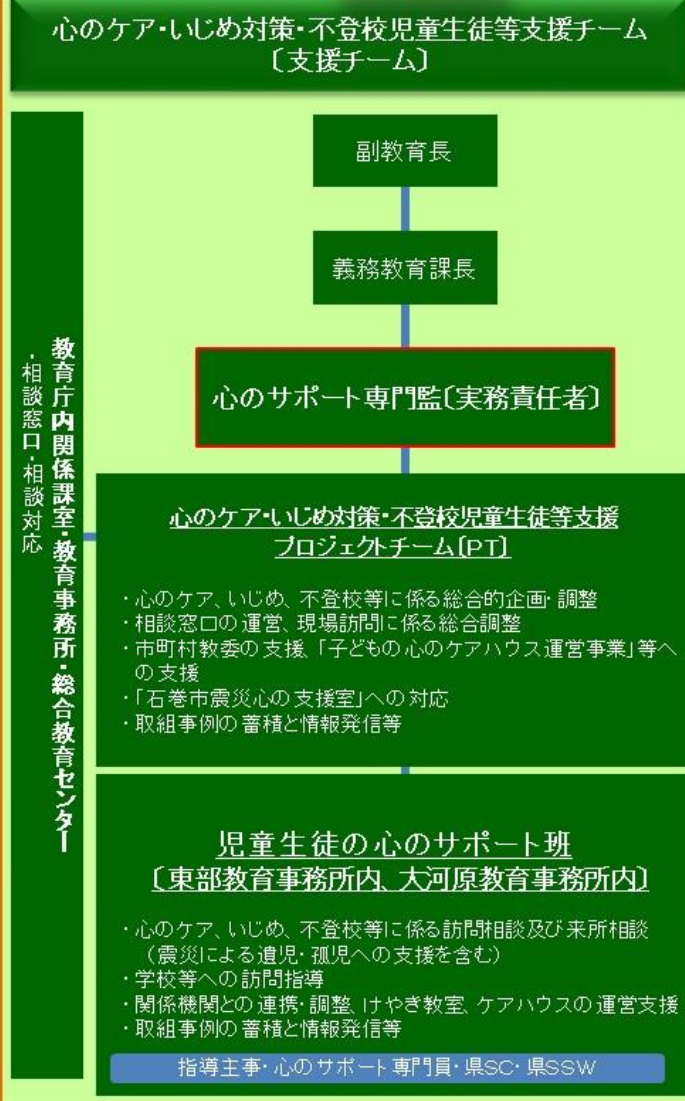 心のケア・いじめ対策・不登校児童生徒等支援チーム
〔支援チーム〕
副教育長
義務教育課長
心のサポート専門監〔実務責任者〕
教育庁内関係課室・教育事務所・総合教育センター
・相談窓口・相談対応
心のケア・いじめ対策・不登校児童生徒等支援
プロジェクトチーム〔PT〕
・心のケア、いじめ、不登校等に係る総合的企画・調整
・相談窓口の運営、現場訪問に係る総合調整
・市町村教委の支援、「子どもの心のケアハウス運営事業」等へ
の支援
・「石巻市震災心の支援室」への対応
・取組事例の蓄積と情報発信等
児童生徒の心のサポート班
〔東部教育事務所内、大河原教育事務所内〕
・心のケア、いじめ、不登校等に係る訪問相談及び来所相談
（震災による遺児・孤児への支援を含む）
・学校等への訪問指導
・関係機関との連携・調整、けやき教室、ケアハウスの運営支援
・取組事例の蓄積と情報発信等
指導主事・心のサポート専門員・県SC・県SSW